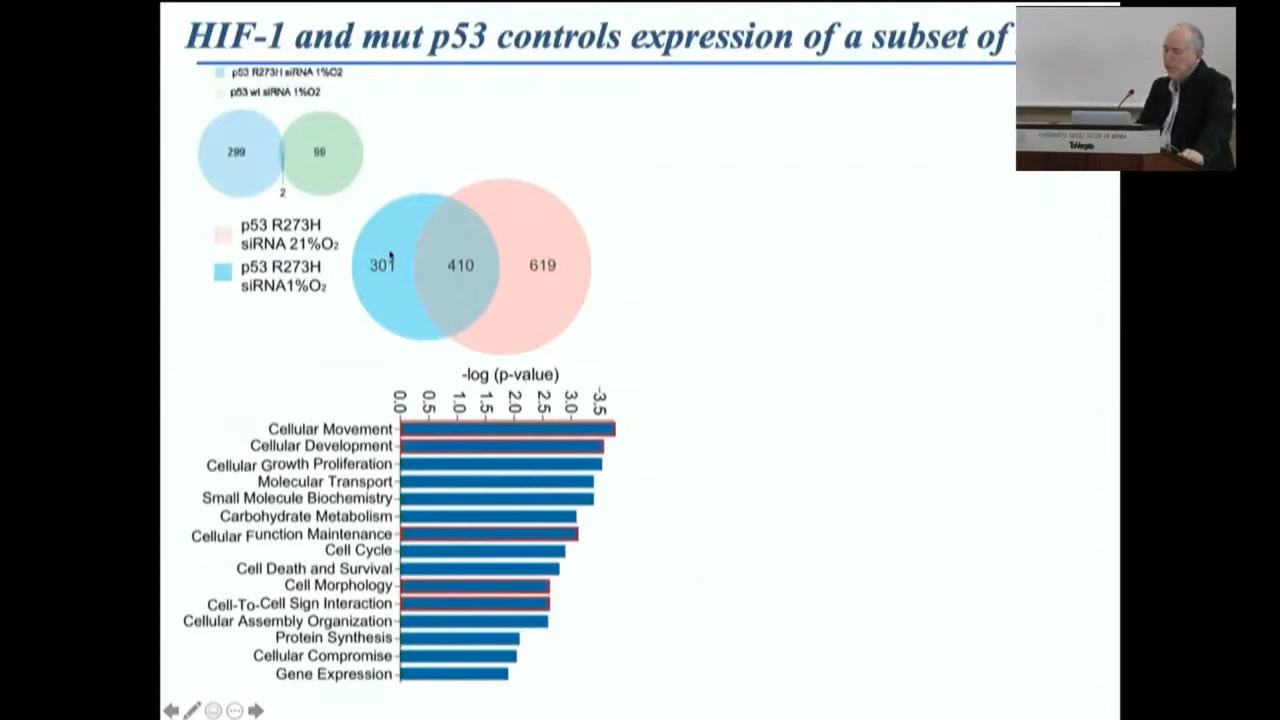 HIF-1 and mut p53 controls expression of a subset of
p53 R273H siRNA 1%O2
p53 wt siRNA 1%O2
299
2
p53 R273H
siRNA 21%O2
p53 R273H
siRNA1%O2
301
410
619
-log (p-value)
0.0 0.5 1.0 1.5 2.0 2.5 3.0 3.5
Cellular Movement
Cellular Development
Cellular Growth Proliferation
Molecular Transport
Small Molecule Biochemistry
Carbohydrate Metabolism
Cellular Function Maintenance
Cell Cycle
Cell Death and Survival
Cell Morphology
Cell-To-Cell Sign Interaction
Cellular Assembly Organization
Protein Synthesis
Cellular Compromise
Gene Expression
Tor Vergata